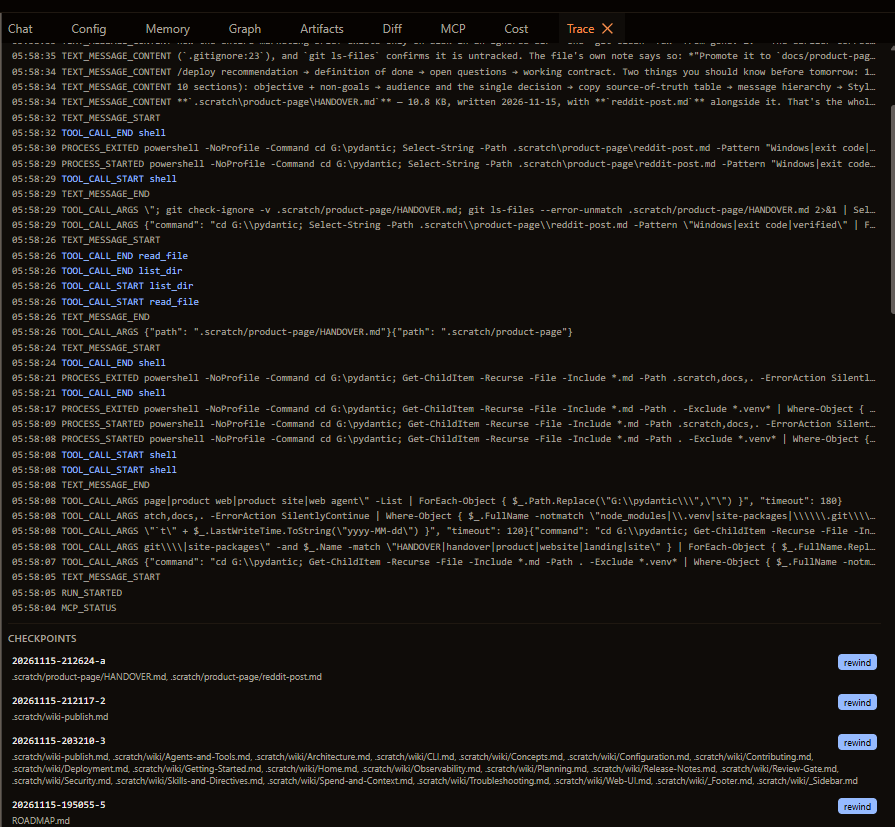 Chat Config Memory Graph Artifacts Diff MCP Cost Trace ×
05:58:35 TEXT_MESSAGE_CONTENT (`.gitignore:23`), and `git ls-files` confirms it is untracked. The file's own note says so: *"Promote it to `docs/product-pag…
05:58:34 TEXT_MESSAGE_CONTENT /deploy recommendation → definition of done → open questions → working contract. Two things you should know before tomorrow: 1…
05:58:34 TEXT_MESSAGE_CONTENT 10 sections): objective + non-goals → audience and the single decision → copy source-of-truth table → message hierarchy → Styl…
05:58:34 TEXT_MESSAGE_CONTENT **`.scratch\product-page\HANDOVER.md`** — 10.8 KB, written 2026-11-15, with **`reddit-post.md`** alongside it. That's the whol…
05:58:32 TEXT_MESSAGE_START
05:58:32 TOOL_CALL_END shell
05:58:30 PROCESS_EXITED powershell -NoProfile -Command cd G:\pydantic; Select-String -Path .scratch\product-page\reddit-post.md -Pattern "Windows|exit code|…
05:58:29 PROCESS_STARTED powershell -NoProfile -Command cd G:\pydantic; Select-String -Path .scratch\product-page\reddit-post.md -Pattern "Windows|exit code…
05:58:29 TOOL_CALL_START shell
05:58:29 TEXT_MESSAGE_END
05:58:29 TOOL_CALL_ARGS \"; git check-ignore -v .scratch/product-page/HANDOVER.md; git ls-files --error-unmatch .scratch/product-page/HANDOVER.md 2>&1 | Sel…
05:58:29 TOOL_CALL_ARGS {"command": "cd G:\\pydantic; Select-String -Path .scratch\\product-page\\reddit-post.md -Pattern \"Windows|exit code|verified\" | F…
05:58:26 TEXT_MESSAGE_START
05:58:26 TOOL_CALL_END read_file
05:58:26 TOOL_CALL_END list_dir
05:58:26 TOOL_CALL_START list_dir
05:58:26 TOOL_CALL_START read_file
05:58:26 TEXT_MESSAGE_END
05:58:26 TOOL_CALL_ARGS {"path": ".scratch/product-page/HANDOVER.md"}{"path": ".scratch/product-page"}
05:58:24 TEXT_MESSAGE_START
05:58:24 TOOL_CALL_END shell
05:58:21 PROCESS_EXITED powershell -NoProfile -Command cd G:\pydantic; Get-ChildItem -Recurse -File -Include *.md -Path .scratch,docs,. -ErrorAction Silentl…
05:58:21 TOOL_CALL_END shell
05:58:17 PROCESS_EXITED powershell -NoProfile -Command cd G:\pydantic; Get-ChildItem -Recurse -File -Include *.md -Path . -Exclude *.venv* | Where-Object { …
05:58:09 PROCESS_STARTED powershell -NoProfile -Command cd G:\pydantic; Get-ChildItem -Recurse -File -Include *.md -Path .scratch,docs,. -ErrorAction Silent…
05:58:08 PROCESS_STARTED powershell -NoProfile -Command cd G:\pydantic; Get-ChildItem -Recurse -File -Include *.md -Path . -Exclude *.venv* | Where-Object {…
05:58:08 TOOL_CALL_START shell
05:58:08 TOOL_CALL_START shell
05:58:08 TEXT_MESSAGE_END
05:58:08 TOOL_CALL_ARGS page|product web|product site|web agent\" -List | ForEach-Object { $_.Path.Replace(\"G:\\pydantic\\\",\"\") }", "timeout": 180}
05:58:08 TOOL_CALL_ARGS atch,docs,. -ErrorAction SilentlyContinue | Where-Object { $_.FullName -notmatch \"node_modules|\\.venv|site-packages|\\\\\\.git\\\\…
05:58:08 TOOL_CALL_ARGS \"`t\" + $_.LastWriteTime.ToString(\"yyyy-MM-dd\") }", "timeout": 120}{"command": "cd G:\\pydantic; Get-ChildItem -Recurse -File -In…
05:58:08 TOOL_CALL_ARGS git\\\\|site-packages\" -and $_.Name -match \"HANDOVER|handover|product|website|landing|site\" } | ForEach-Object { $_.FullName.Repl…
05:58:07 TOOL_CALL_ARGS {"command": "cd G:\\pydantic; Get-ChildItem -Recurse -File -Include *.md -Path . -Exclude *.venv* | Where-Object { $_.FullName -notm…
05:58:05 TEXT_MESSAGE_START
05:58:05 RUN_STARTED
05:58:04 MCP_STATUS
CHECKPOINTS
20261115-212624-a rewind
.scratch/product-page/HANDOVER.md, .scratch/product-page/reddit-post.md
20261115-212117-2 rewind
.scratch/wiki-publish.md
20261115-203210-3 rewind
.scratch/wiki-publish.md, .scratch/wiki/Agents-and-Tools.md, .scratch/wiki/Architecture.md, .scratch/wiki/CLI.md, .scratch/wiki/Concepts.md, .scratch/wiki/Configuration.md, .scratch/wiki/Contributing.md,
.scratch/wiki/Deployment.md, .scratch/wiki/Getting-Started.md, .scratch/wiki/Home.md, .scratch/wiki/Observability.md, .scratch/wiki/Planning.md, .scratch/wiki/Release-Notes.md, .scratch/wiki/Review-Gate.md,
.scratch/wiki/Security.md, .scratch/wiki/Skills-and-Directives.md, .scratch/wiki/Spend-and-Context.md, .scratch/wiki/Troubleshooting.md, .scratch/wiki/Web-UI.md, .scratch/wiki/_Footer.md, .scratch/wiki/_Sidebar.md
20261115-195055-5 rewind
ROADMAP.md